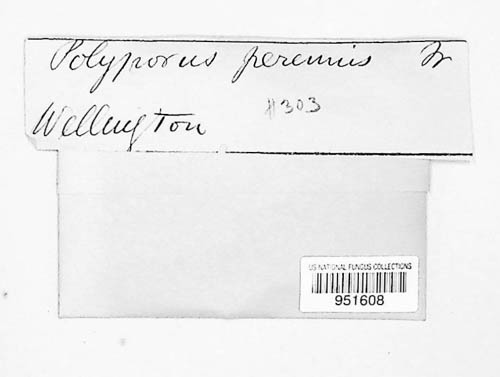 Polyporus perennis Fr
Wellington #303
US NATIONAL FUNGUS COLLECTIONS
951608